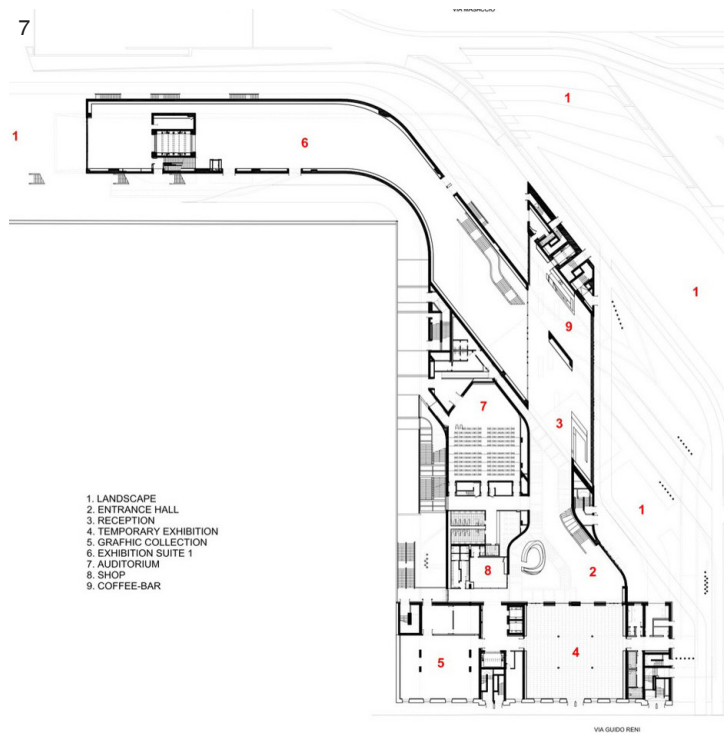 VIA MASACCIO
7
1
1
6
1
9
7
3
1. LANDSCAPE
2. ENTRANCE HALL
3. RECEPTION
4. TEMPORARY EXHIBITION
5. GRAFHIC COLLECTION
6. EXHIBITION SUITE 1
7. AUDITORIUM
8. SHOP
9. COFFEE-BAR
1
8
2
5
4
VIA GUIDO RENI